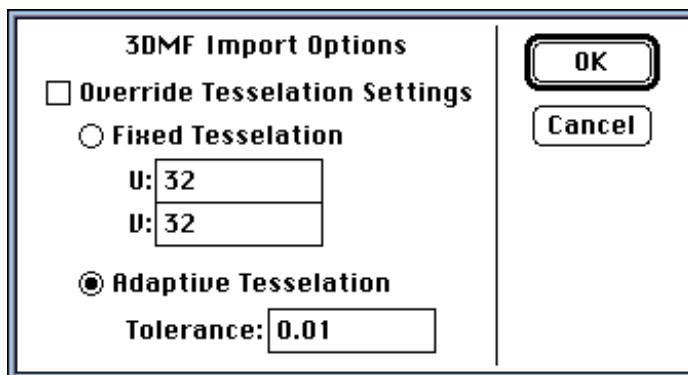 3DMF Import Options
Override Tesselation Settings
Fixed Tesselation
U: 32
V: 32
Adaptive Tesselation
Tolerance: 0.01
OK
Cancel